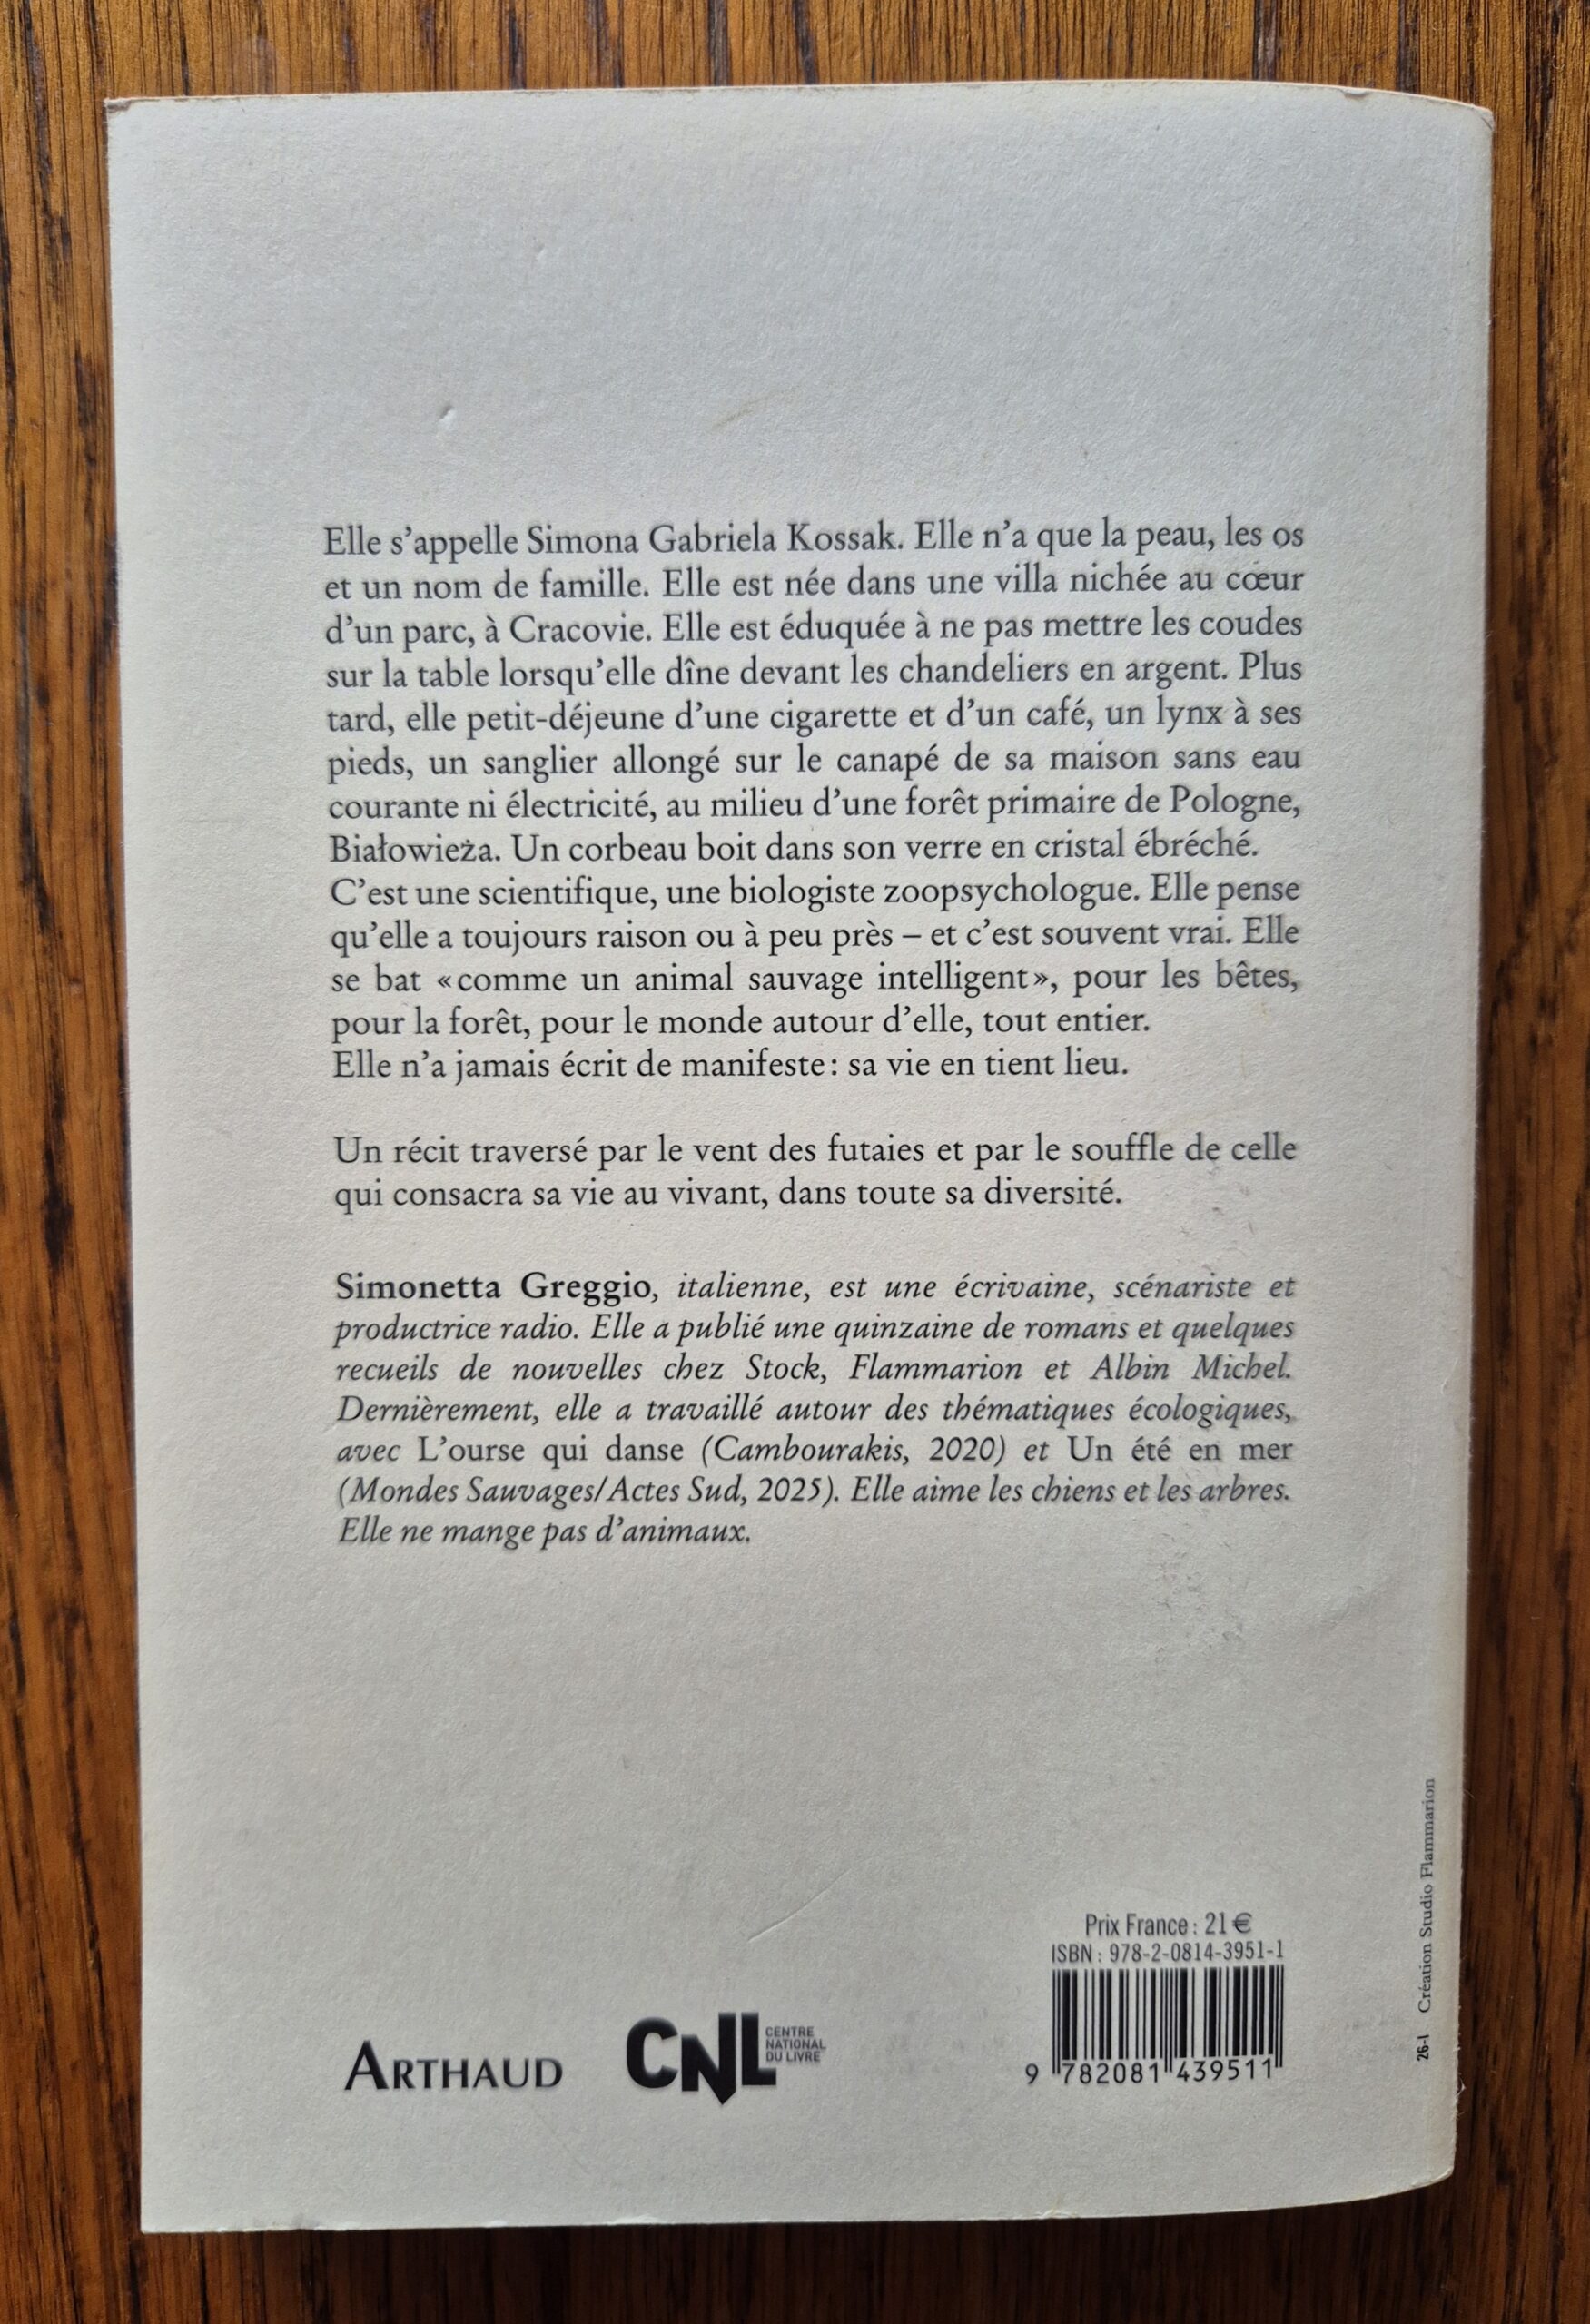 Elle s’appelle Simona Gabriela Kossak. Elle n’a que la peau, les os
et un nom de famille. Elle est née dans une villa nichée au cœur
d’un parc, à Cracovie. Elle est éduquée à ne pas mettre les coudes
sur la table lorsqu’elle dîne devant les chandeliers en argent. Plus
tard, elle petit-déjeune d’une cigarette et d’un café, un lynx à ses
pieds, un sanglier allongé sur le canapé de sa maison sans eau
courante ni électricité, au milieu d’une forêt primaire de Pologne,
Białowieża. Un corbeau boit dans son verre en cristal ébréché.
C’est une scientifique, une biologiste zoopsychologue. Elle pense
qu’elle a toujours raison ou à peu près – et c’est souvent vrai. Elle
se bat «comme un animal sauvage intelligent», pour les bêtes,
pour la forêt, pour le monde autour d’elle, tout entier.
Elle n’a jamais écrit de manifeste: sa vie en tient lieu.
Un récit traversé par le vent des futaies et par le souffle de celle
qui consacra sa vie au vivant, dans toute sa diversité.
Simonetta Greggio, italienne, est une écrivaine, scénariste et
productrice radio. Elle a publié une quinzaine de romans et quelques
recueils de nouvelles chez Stock, Flammarion et Albin Michel.
Dernièrement, elle a travaillé autour des thématiques écologiques,
avec L’ourse qui danse (Cambourakis, 2020) et Un été en mer
(Mondes Sauvages/Actes Sud, 2025). Elle aime les chiens et les arbres.
Elle ne mange pas d’animaux.
Prix France : 21 €
ISBN : 978-2-0814-3951-1
9 782081 439511
ARTHAUD
CNL
CENTRE
NATIONAL
DU LIVRE
26-I Création Studio Flammarion